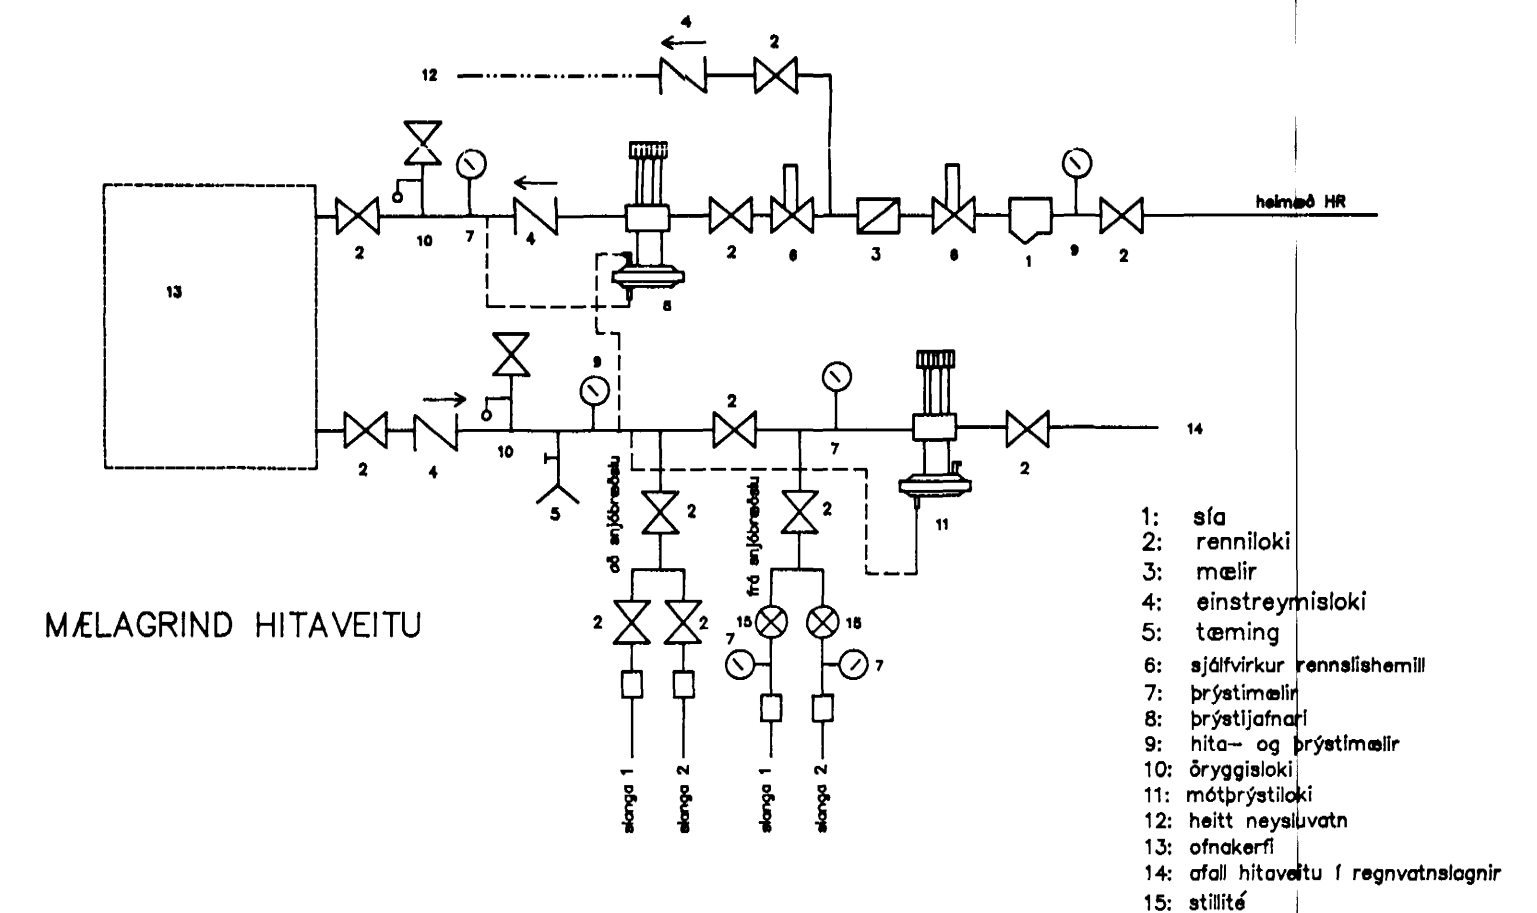 4
2
12
heimæð HR
2
10
7
4
2
6
3
6
1
9
2
13
8
9
2
2
4
10
7
2
14
5
að snjóbræðslu
2
frá snjóbræðslu
2
11
MÆLAGRIND HITAVEITU
2
2
15
15
7
7
slanga 1
slanga 2
slanga 1
slanga 2
1: sía
2: renniloki
3: mælir
4: einstreymisloki
5: tæming
6: sjálfvirkur rennslishemill
7: þrýstimælir
8: þrýstijafnari
9: hita- og þrýstimælir
10: öryggisloki
11: mótþrýstiloki
12: heitt neysluvatn
13: ofnakerfi
14: afall hitaveitu í regnvatnslagnir
15: stillité